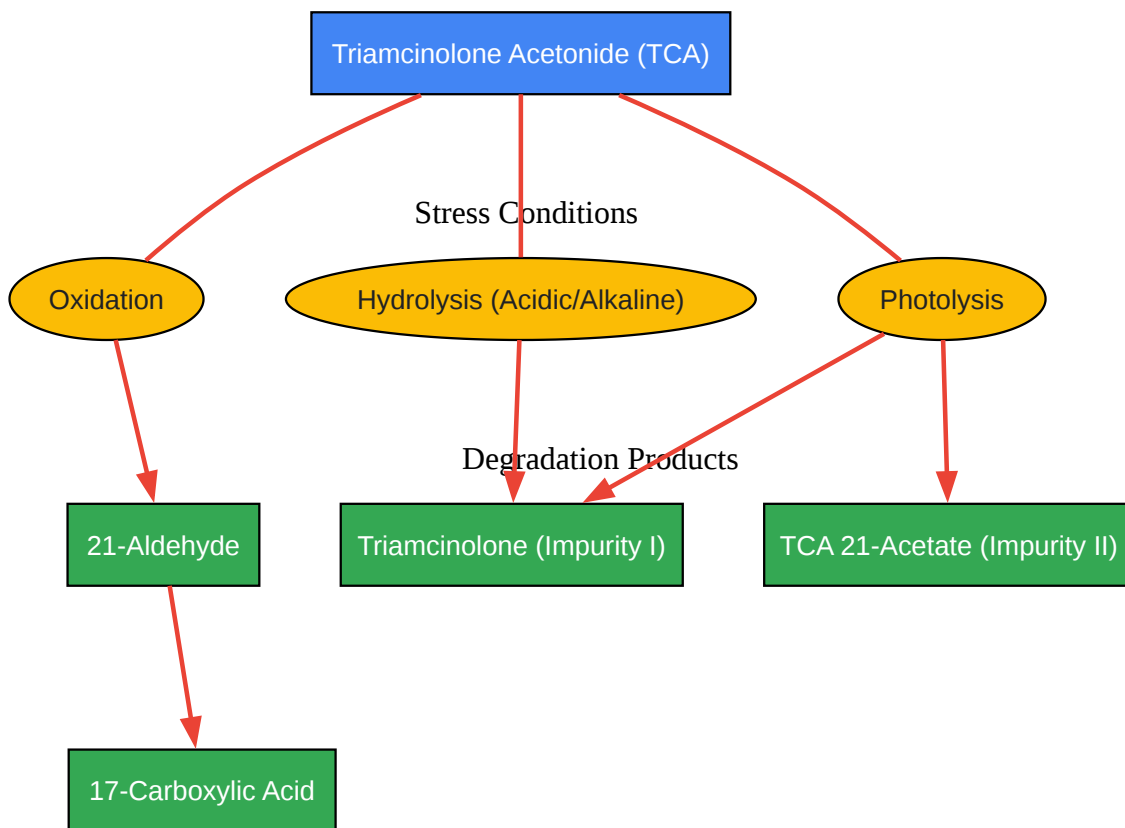 Triamcinolone Acetonide (TCA)
Stress Conditions
Oxidation
Hydrolysis (Acidic/Alkaline)
Photolysis
Degradation Products
21-Aldehyde
Triamcinolone (Impurity I)
TCA 21-Acetate (Impurity II)
17-Carboxylic Acid